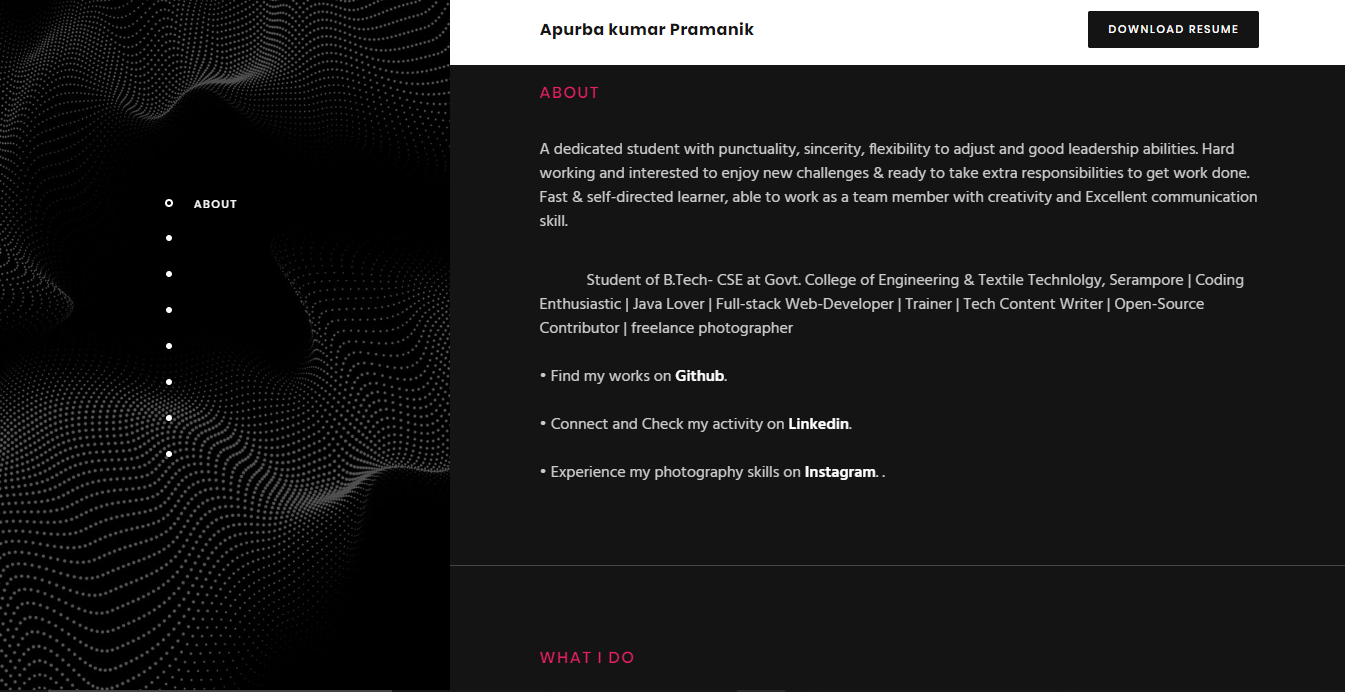 Apurba kumar Pramanik
DOWNLOAD RESUME
ABOUT
ABOUT
A dedicated student with punctuality, sincerity, flexibility to adjust and good leadership abilities. Hard
working and interested to enjoy new challenges & ready to take extra responsibilities to get work done.
Fast & self-directed learner, able to work as a team member with creativity and Excellent communication
skill.
Student of B.Tech- CSE at Govt. College of Engineering & Textile Technlolgy, Serampore | Coding
Enthusiastic | Java Lover | Full-stack Web-Developer | Trainer | Tech Content Writer | Open-Source
Contributor | freelance photographer
• Find my works on Github.
• Connect and Check my activity on Linkedin.
• Experience my photography skills on Instagram. .
WHAT I DO